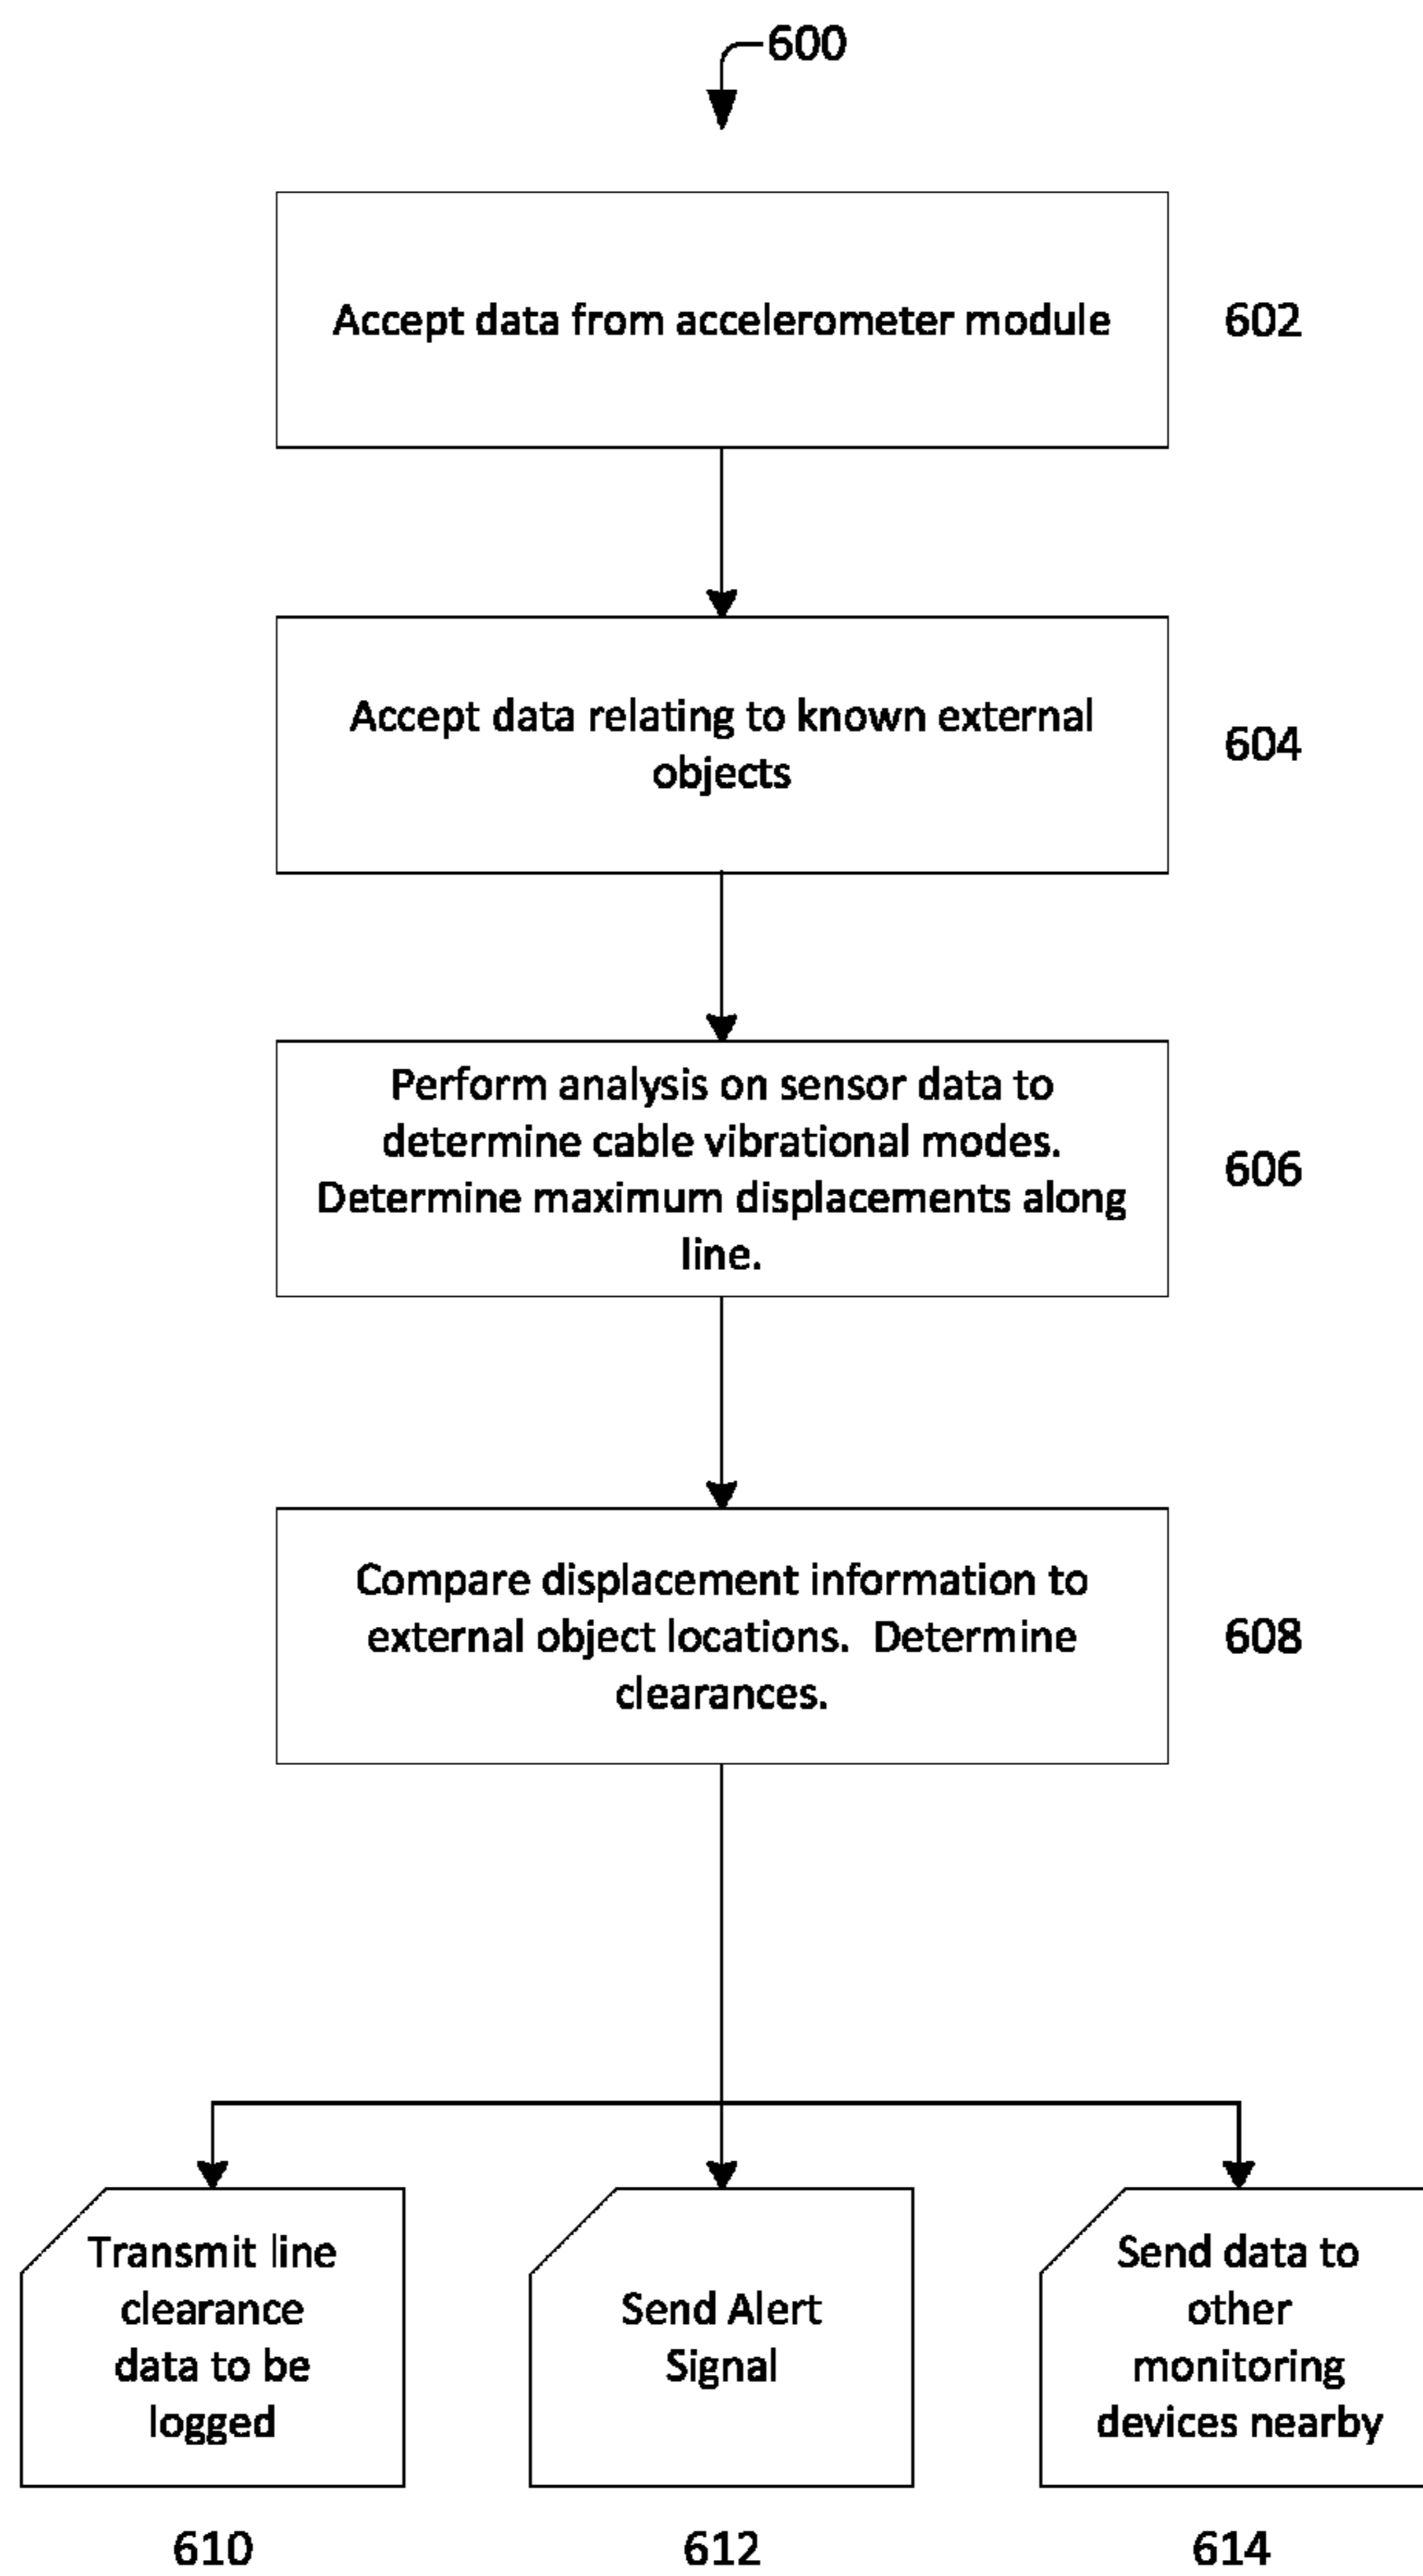 600
Accept data from accelerometer module
602
Accept data relating to known external
objects
604
Perform analysis on sensor data to
determine cable vibrational modes.
Determine maximum displacements along
line.
606
Compare displacement information to
external object locations.  Determine
clearances.
608
Transmit line
clearance
data to be
logged
610
Send Alert
Signal
612
Send data to
other
monitoring
devices nearby
614